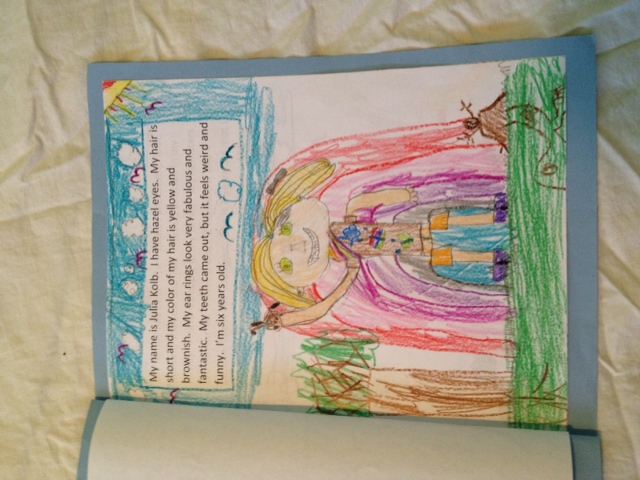 My name is Julia Kolb.  I have hazel eyes.  My hair is
short and my color of my hair is yellow and
brownish.  My ear rings look very fabulous and
fantastic.  My teeth came out, but it feels weird and
funny.  I'm six years old.